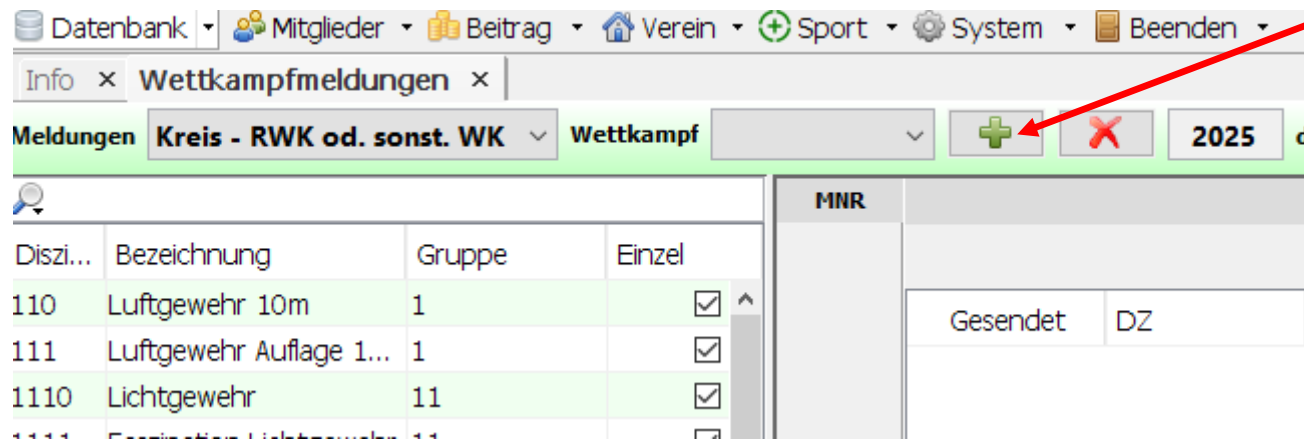 Datenbank Mitglieder Beitrag Verein Sport System Beenden
Info × Wettkampfmeldungen ×
Meldungen Kreis - RWK od. sonst. WK Wettkampf 2025
MNR
Diszi... Bezeichnung Gruppe Einzel
110 Luftgewehr 10m 1
Gesendet DZ
111 Luftgewehr Auflage 1... 1
1110 Lichtgewehr 11